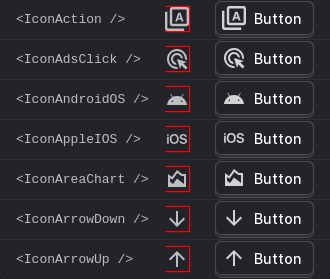 <IconAction /> A A Button
<IconAdsClick /> Button
<IconAndroidOS /> Button
<IconAppleIOS /> iOS iOS Button
<IconAreaChart /> Button
<IconArrowDown /> Button
<IconArrowUp /> Button